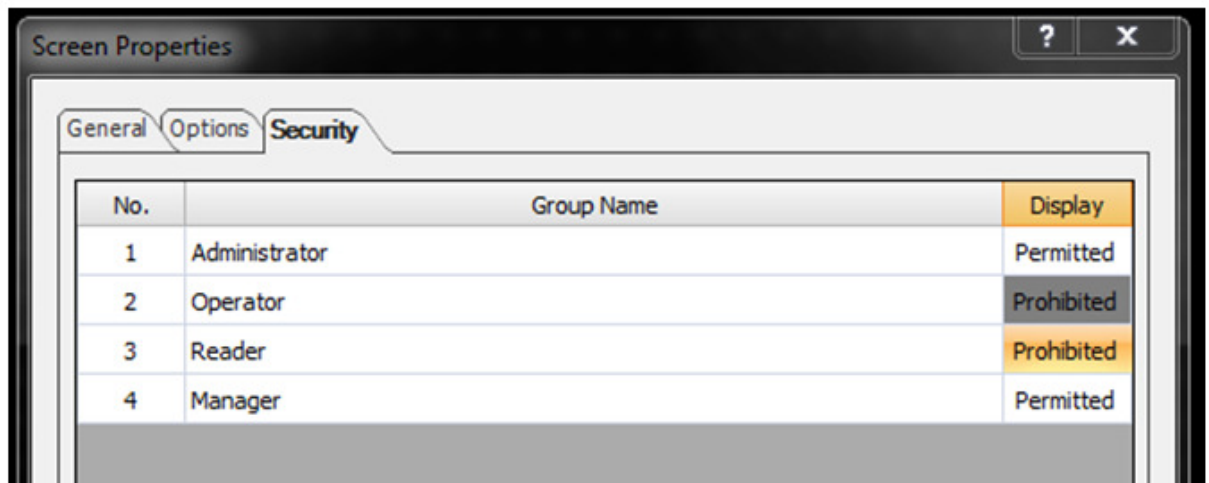 Screen Properties ? X
General Options Security
No. Group Name Display
1 Administrator Permitted
2 Operator Prohibited
3 Reader Prohibited
4 Manager Permitted